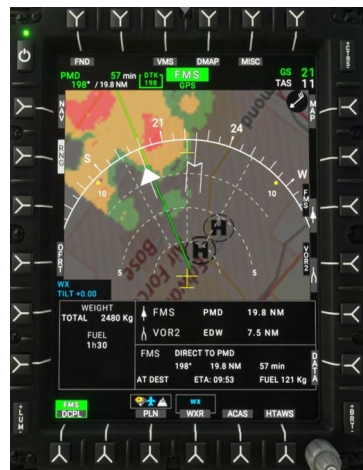 FND VMS DMAP MISC
PMD 57 min DTK FMS GS 21
198° / 19.8 NM 198 GPS TAS 11
NAV
MAP
RNG
S 21 24 W
10 10
FMS
VOR2
OFRT
5 5
WX
TILT +0.00
WEIGHT
TOTAL 2480 Kg
FUEL
1h30
FMS PMD 19.8 NM
VOR2 EDW 7.5 NM
FMS DIRECT TO PMD
198° 19.8 NM 57 min
AT DEST ETA: 09:53 FUEL 121 Kg
DATA
FMS
DCPL PLN WX
WXR ACAS HTAWS
+LUM-
+BRT-
+CTRS-